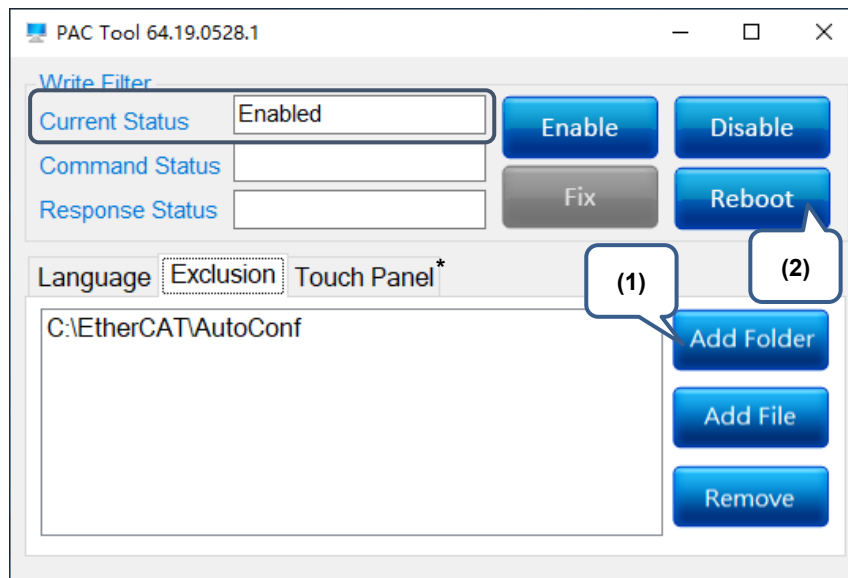 PAC Tool 64.19.0528.1
Write Filter
Current Status Enabled Enable Disable
Command Status
Response Status Fix Reboot
(1) (2)
Language Exclusion Touch Panel*
C:\EtherCAT\AutoConf Add Folder
Add File
Remove